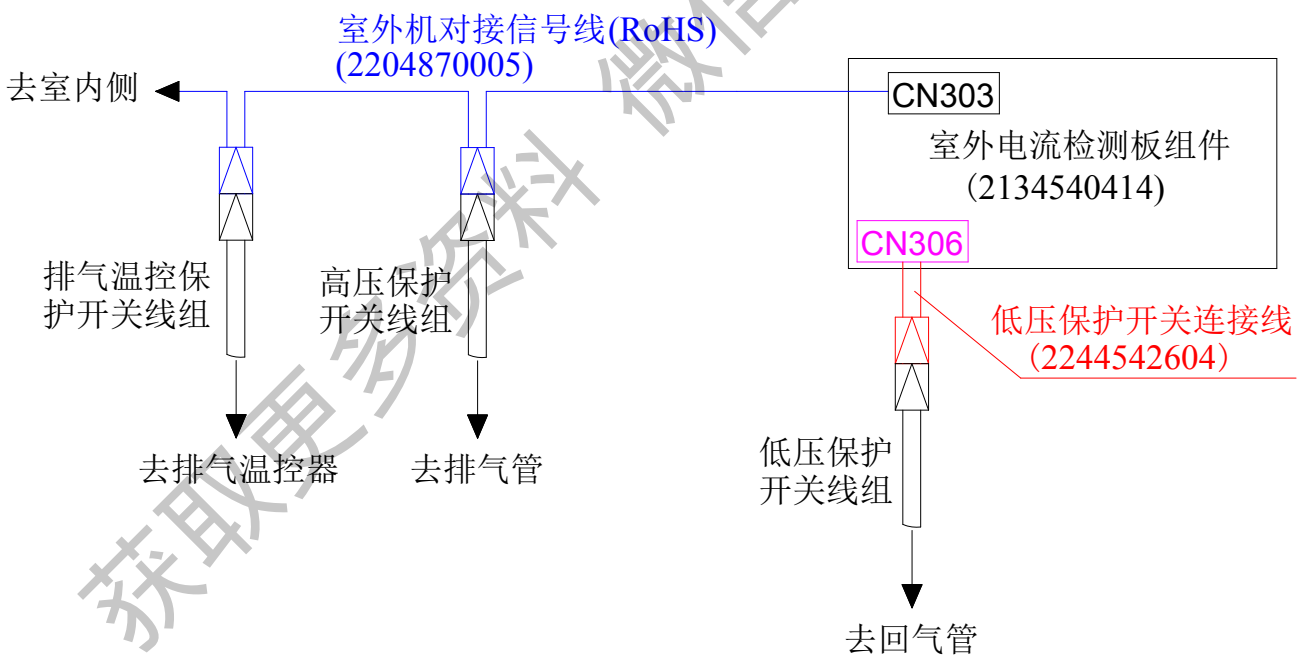 室外机对接信号线(RoHS)
(2204870005)
去室内侧
CN303
室外电流检测板组件
(2134540414)
CN306
排气温控保
护开关线组
高压保护
开关线组
低压保护开关连接线
(2244542604)
去排气温控器
去排气管
低压保护
开关线组
去回气管
获取更多资料 微信